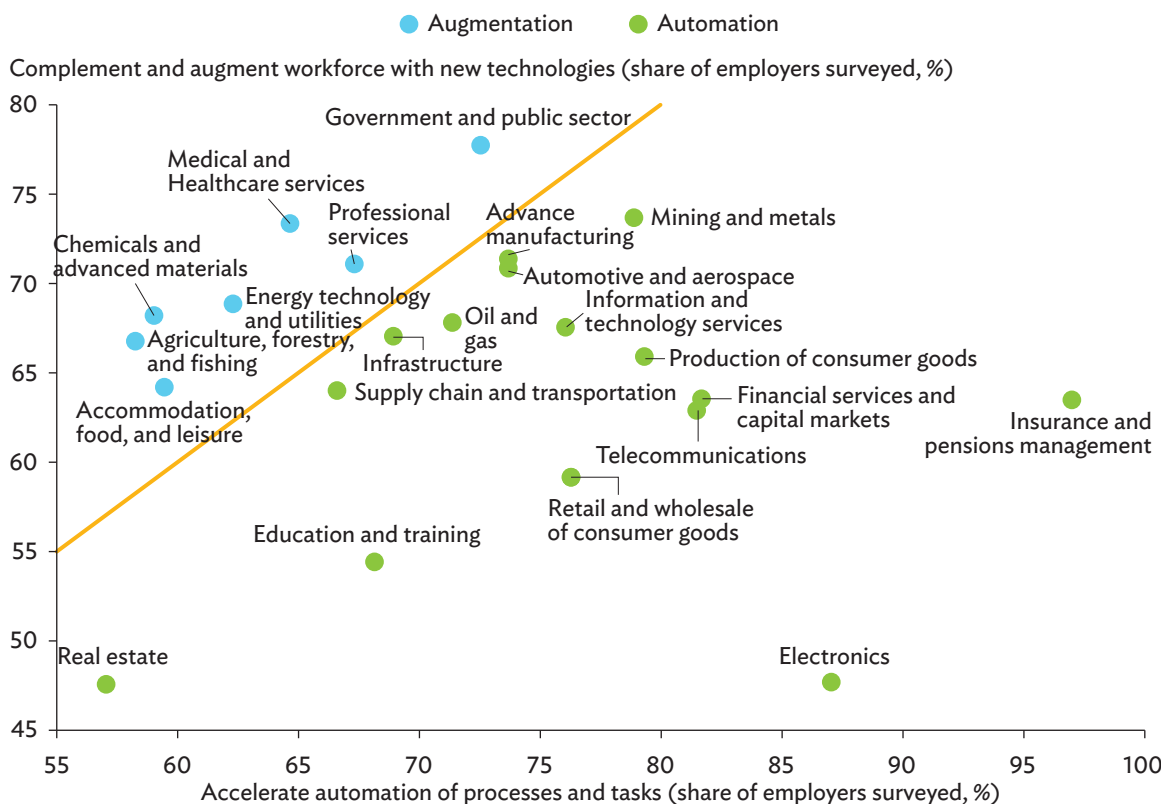 Augmentation Automation
Complement and augment workforce with new technologies (share of employers surveyed, %)
80
75
70
65
60
55
50
45
Government and public sector
Medical and
Healthcare services
Professional
services
Advance
manufacturing
Mining and metals
Chemicals and
advanced materials
Automotive and aerospace
Energy technology
and utilities
Information and
technology services
Oil and
gas
Agriculture, forestry,
and fishing
Infrastructure
Production of consumer goods
Supply chain and transportation
Financial services and
capital markets
Accommodation,
food, and leisure
Insurance and
pensions management
Telecommunications
Retail and wholesale
of consumer goods
Education and training
Real estate
Electronics
55 60 65 70 75 80 85 90 95 100
Accelerate automation of processes and tasks (share of employers surveyed, %)